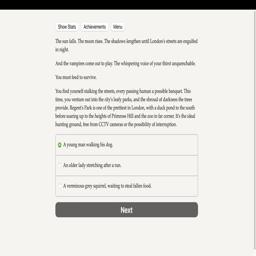 Show Stats Achievements Menu
The sun falls. The moon rises. The shadows lengthen until London's streets are engulfed
in night.
And the vampires come out to play. The whispering voice of your thirst unquenchable.
You must feed to survive.
You find yourself stalking the streets, every passing human a possible banquet. This
time, you venture out into the city's leafy parks, and the abroad of darkness the trees
provide. Regent's Park is one of the prettiest in London, with a duck pond to the south
before soaring up to the heights of Primrose Hill and the zoo in far corner. It's the ideal
hunting ground, free from CCTV cameras or the possibility of interruption.
A young man walking his dog.
An older lady stretching after a run.
A verminous grey squirrel, waiting to steal fallen food.
Next